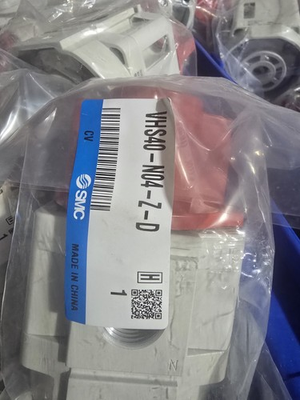 VHS40-N04-Z-D
CV
SMC
MADE IN CHINA
H
1